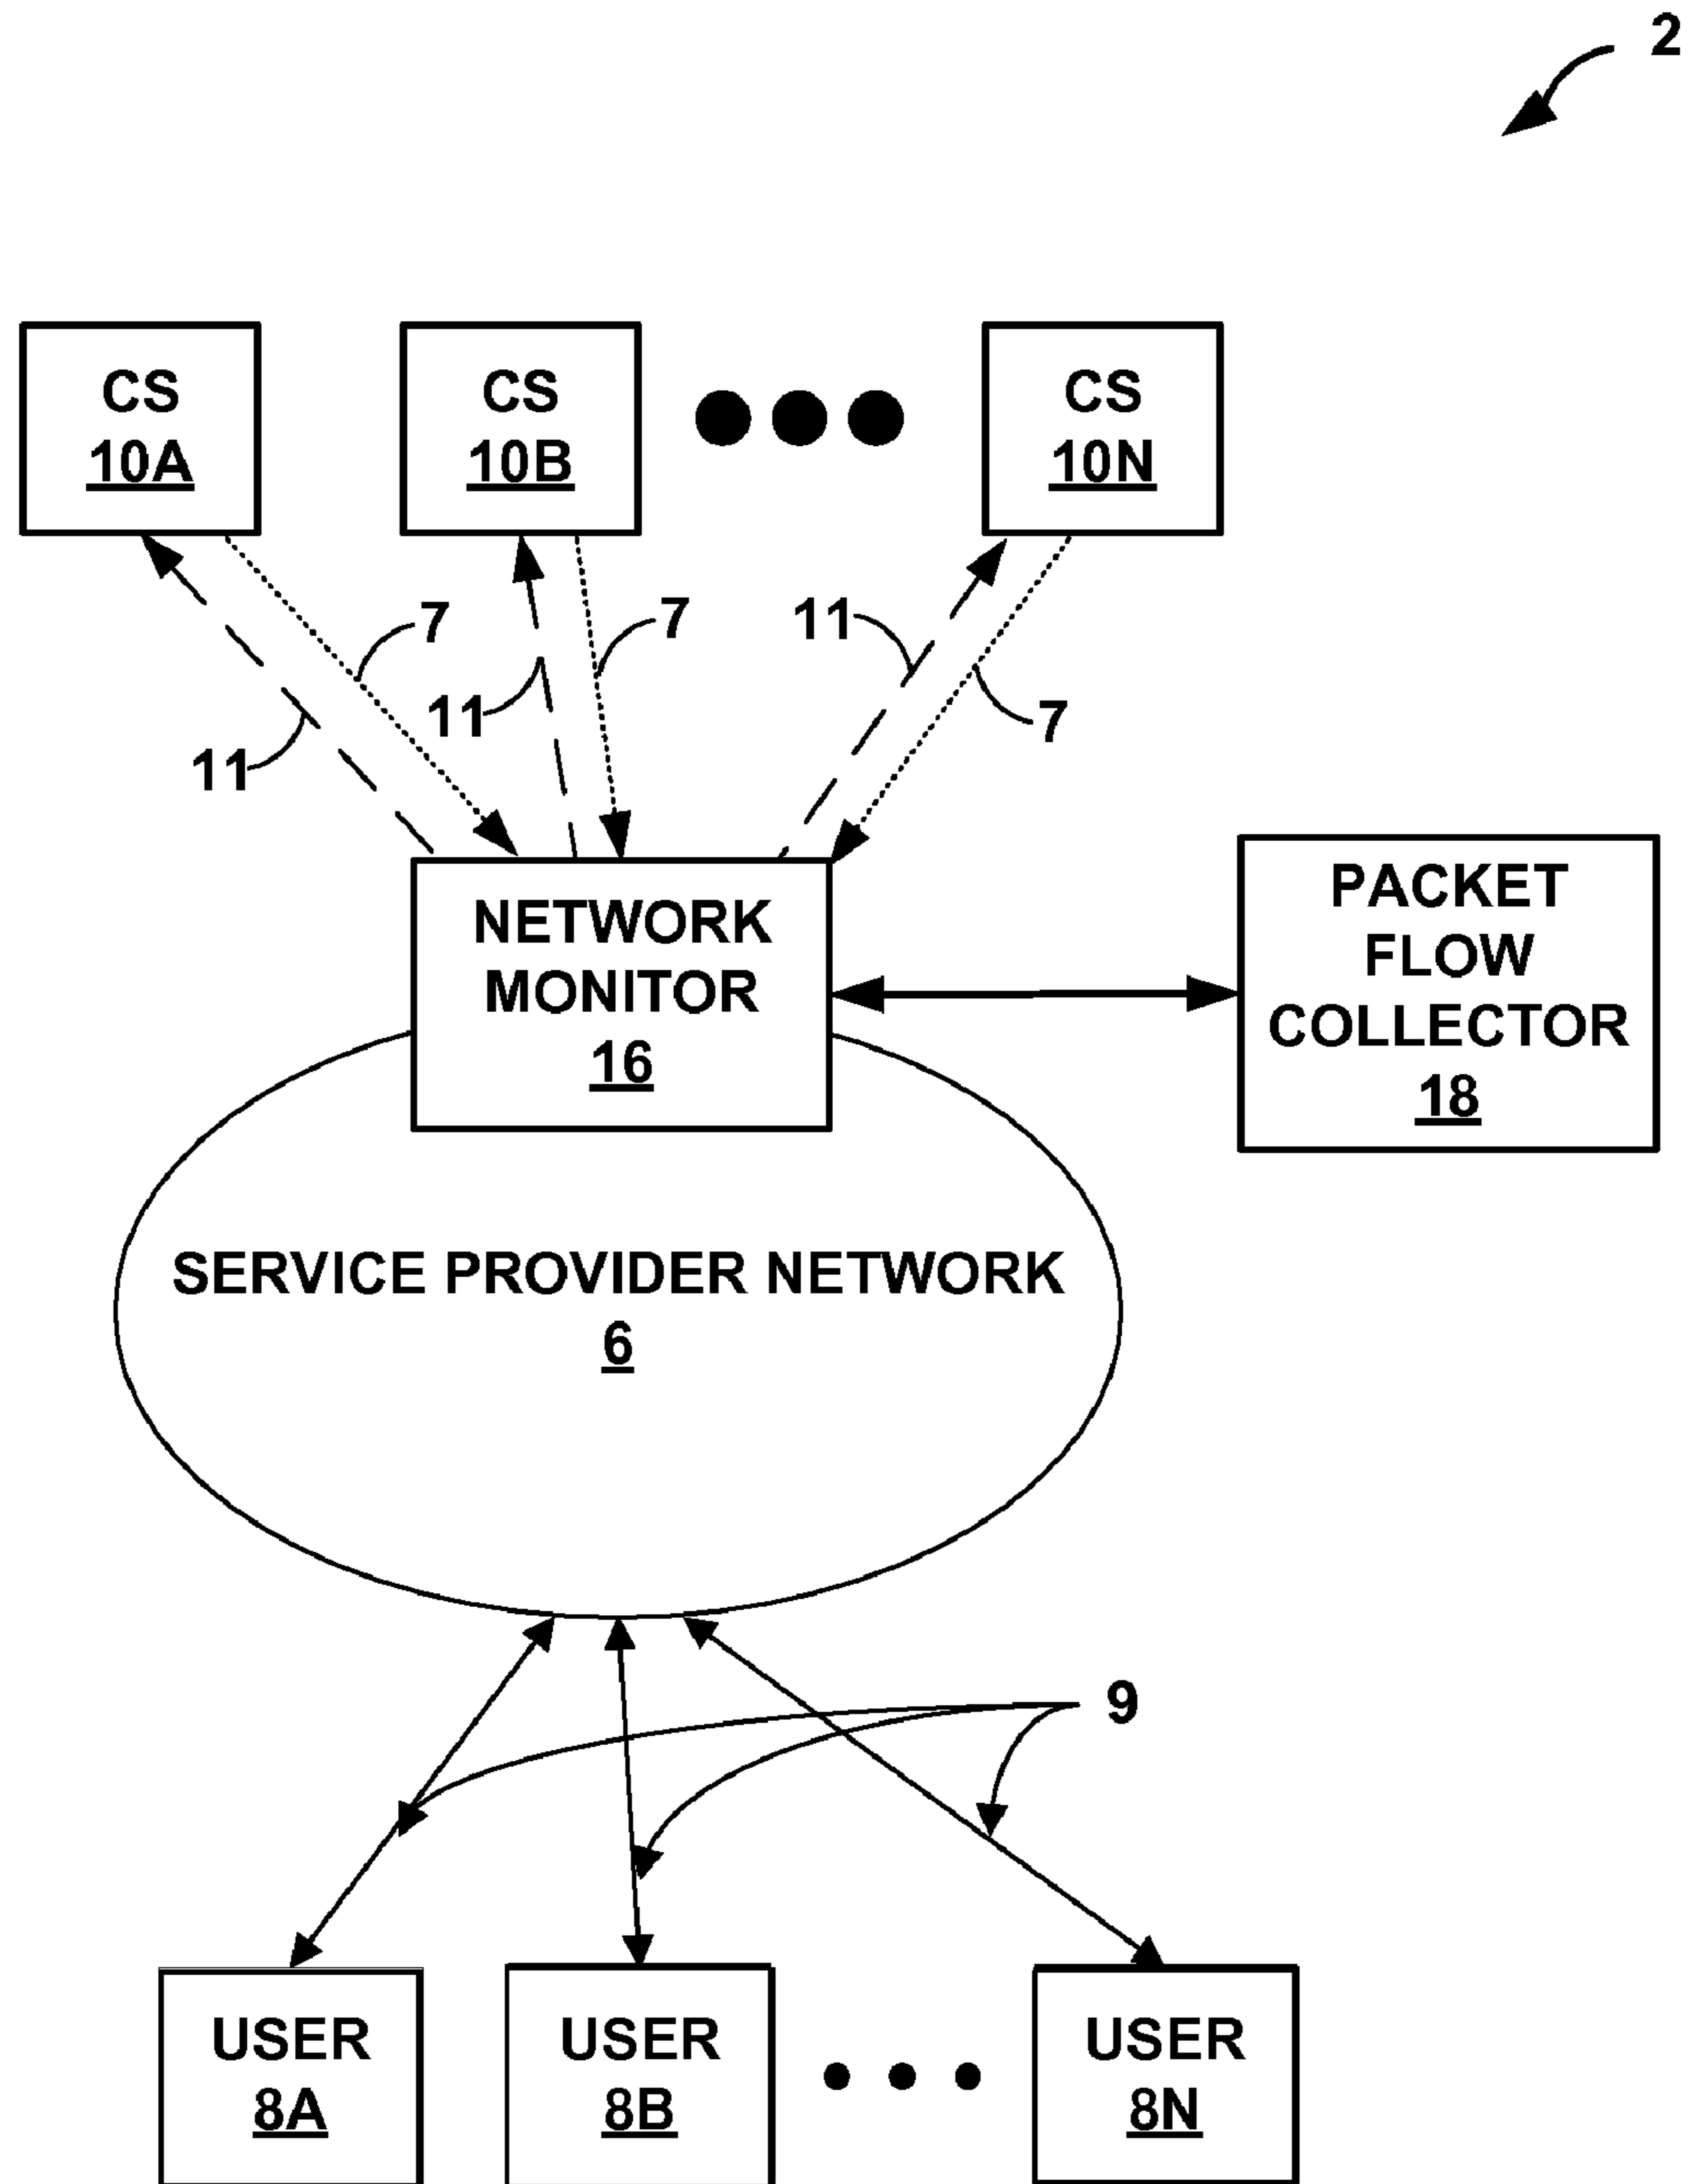 2
CS
10A
CS
10B
CS
10N
7
7
11
11
7
11
NETWORK
MONITOR
16
PACKET
FLOW
COLLECTOR
18
SERVICE PROVIDER NETWORK
6
9
USER
8A
USER
8B
USER
8N